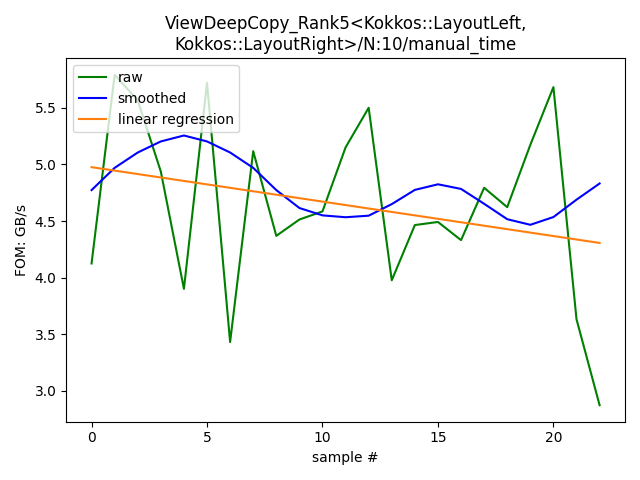 ViewDeepCopy_Rank5<Kokkos::LayoutLeft,
Kokkos::LayoutRight>/N:10/manual_time
raw
smoothed
linear regression
FOM: GB/s
5.5
5.0
4.5
4.0
3.5
3.0
0 5 10 15 20
sample #